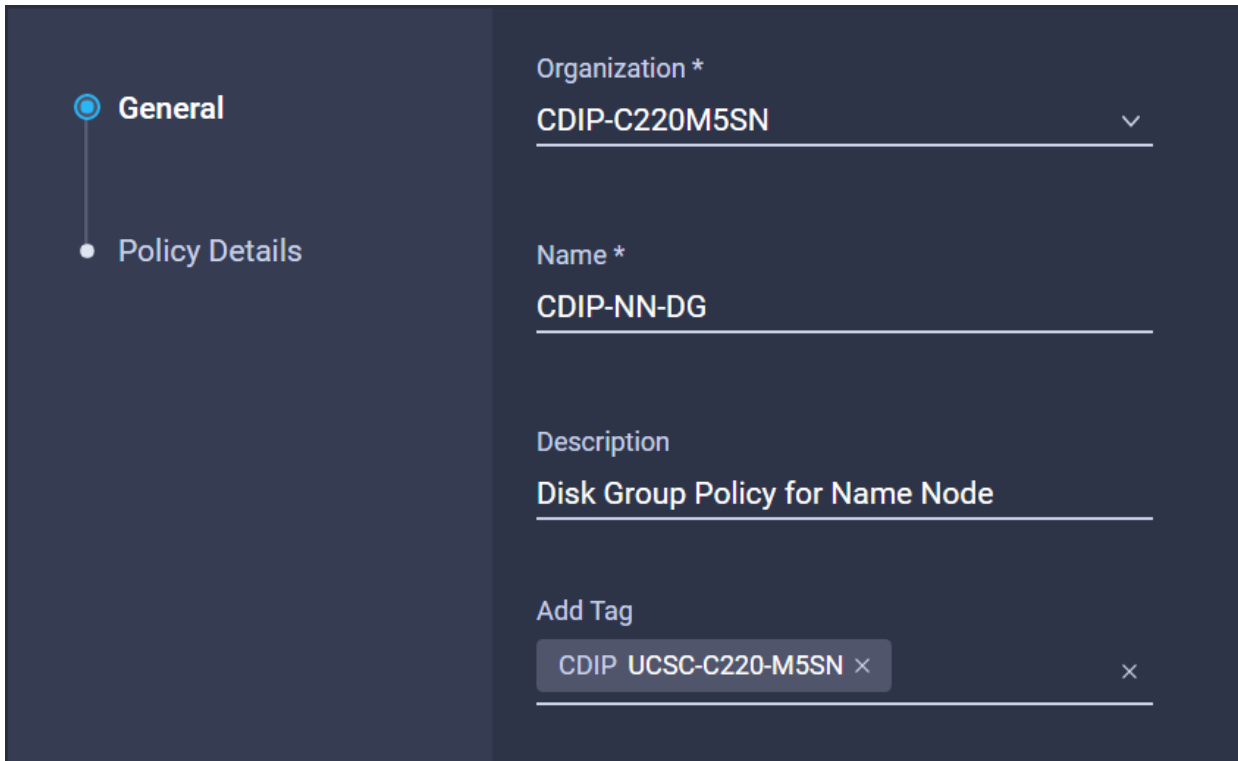 General
Policy Details
Organization *
CDIP-C220M5SN
Name *
CDIP-NN-DG
Description
Disk Group Policy for Name Node
Add Tag
CDIP UCSC-C220-M5SN ×